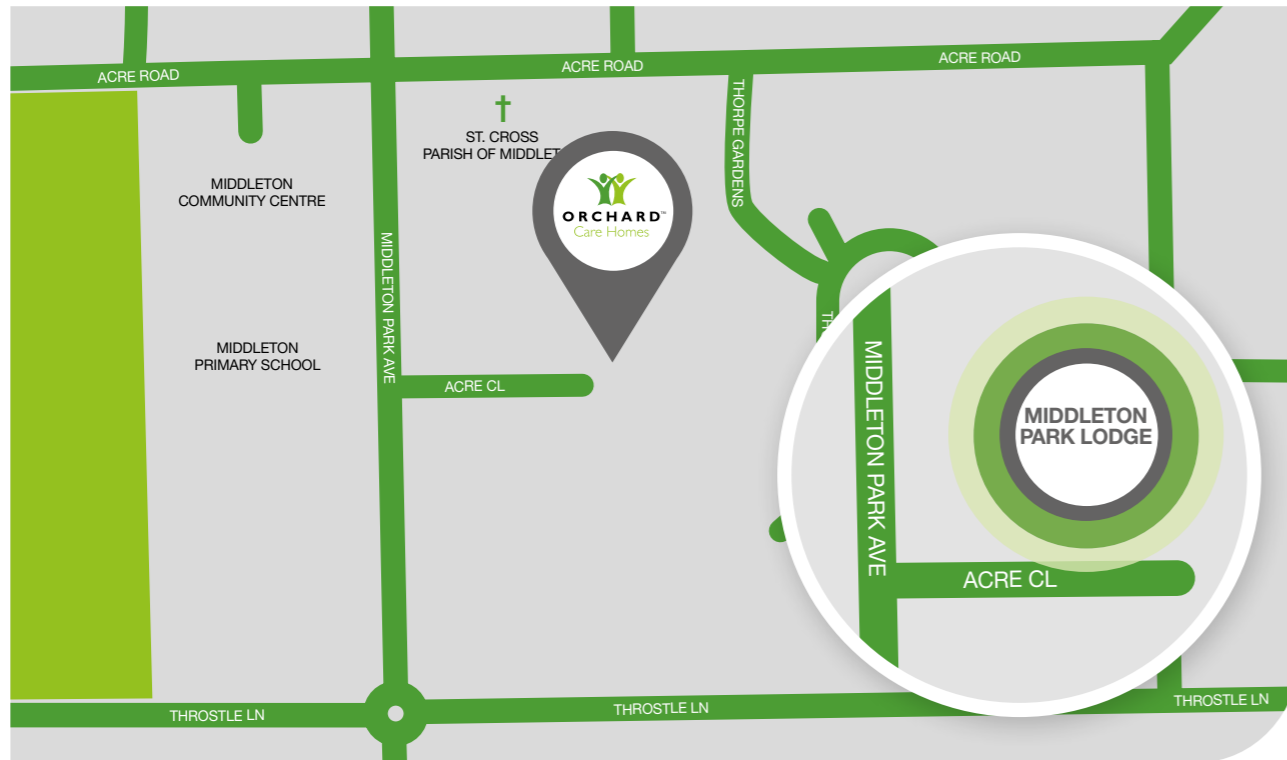 ACRE ROAD
ACRE ROAD
ACRE ROAD
ST. CROSS
PARISH OF MIDDLET
THORPE GARDENS
MIDDLETON
COMMUNITY CENTRE
ORCHARD™
Care Homes
MIDDLETON PARK AVE
MIDDLETON
PRIMARY SCHOOL
ACRE CL
TH
MIDDLETON PARK AVE
MIDDLETON
PARK LODGE
ACRE CL
THROSTLE LN
THROSTLE LN
THROSTLE LN